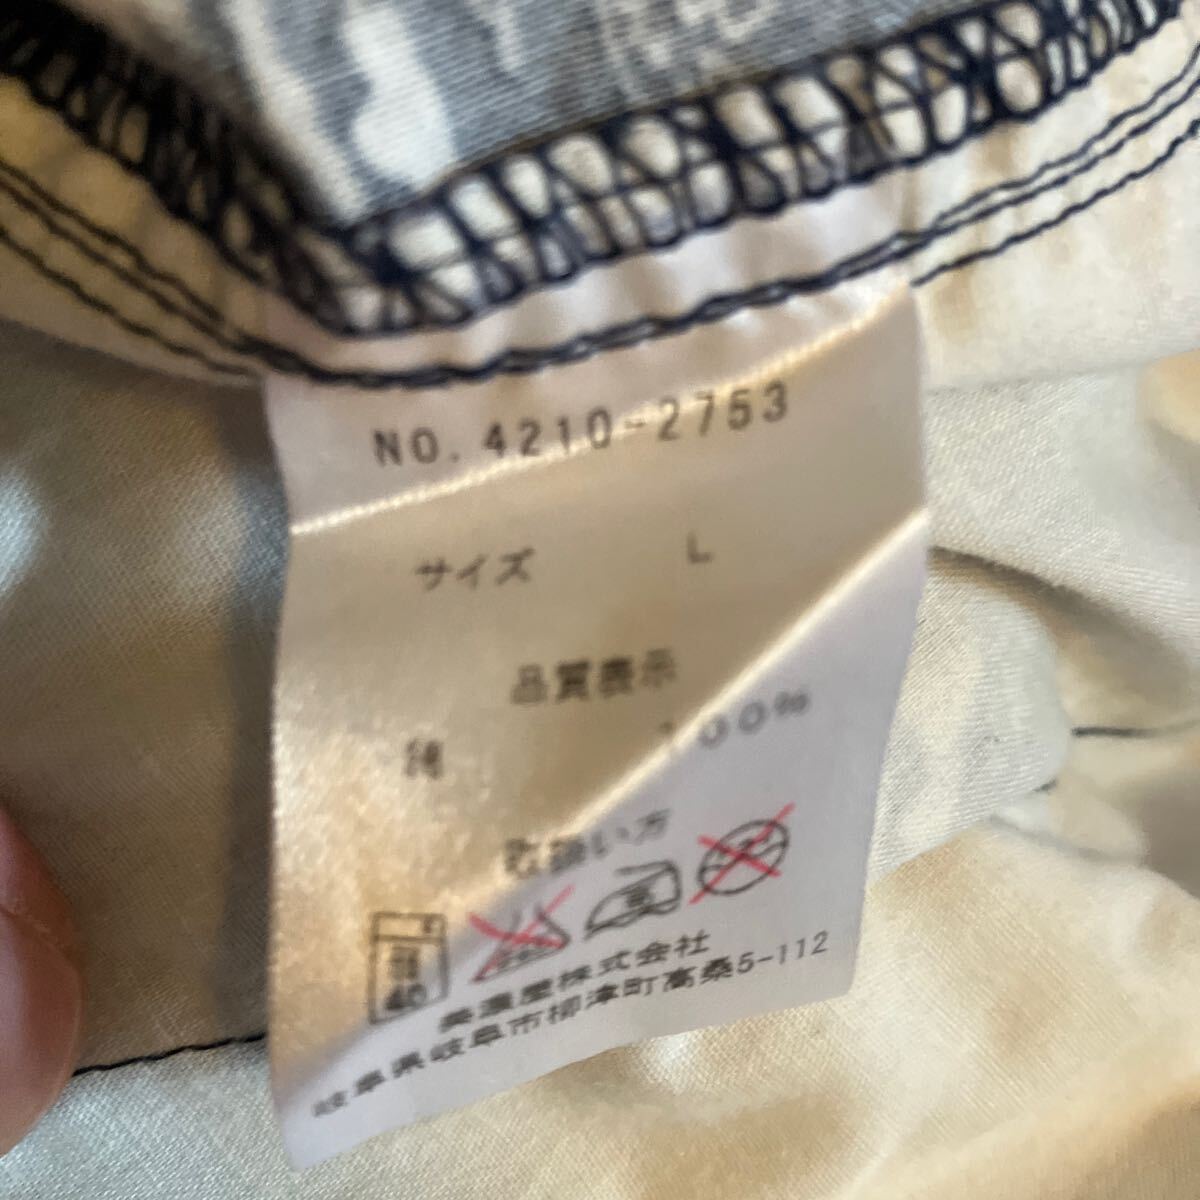 NO. 4210-2753
サイズ L
品質表示
綿 100%
取扱い方
40
美濃屋株式会社
岐阜県岐阜市柳津町高桑5-112